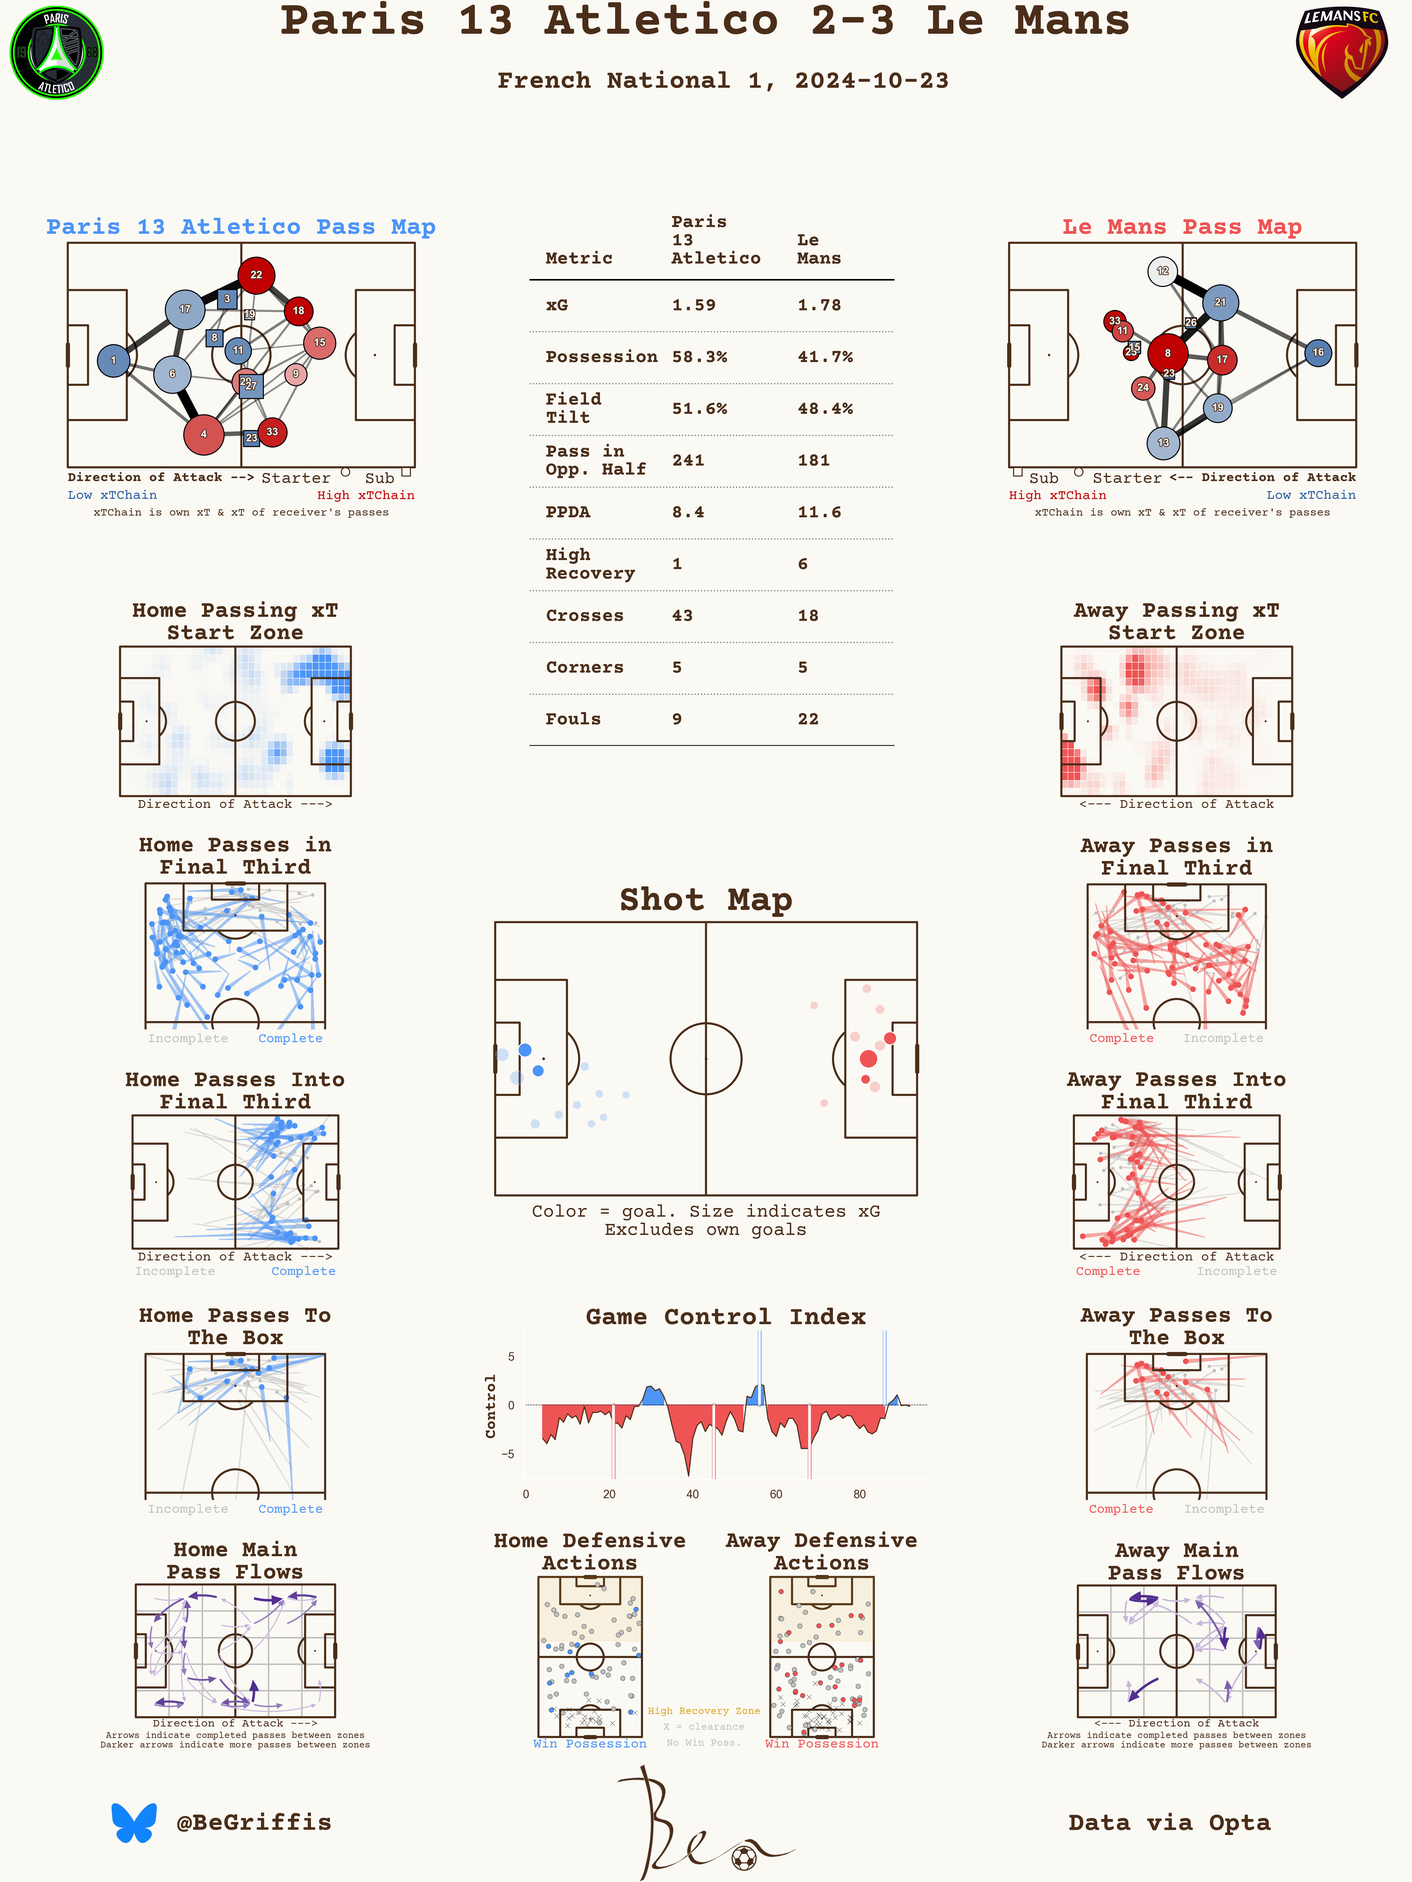 Paris 13 Atletico 2-3 Le Mans
French National 1, 2024-10-23
PARIS
19 68
ATLETICO
LEMANS FC
Paris 13 Atletico Pass Map
22
3
17
19
18
8
11
15
1
6
9
27
4
23
33
Direction of Attack --> Starter Sub
Low xTChain High xTChain
xTChain is own xT & xT of receiver's passes
Metric Paris 13 Atletico Le Mans
xG 1.59 1.78
Possession 58.3% 41.7%
Field Tilt 51.6% 48.4%
Pass in Opp. Half 241 181
PPDA 8.4 11.6
High Recovery 1 6
Crosses 43 18
Corners 5 5
Fouls 9 22
Le Mans Pass Map
12
21
33
26
11
15
25
8
17
16
23
24
19
13
Sub Starter <-- Direction of Attack
High xTChain Low xTChain
xTChain is own xT & xT of receiver's passes
Home Passing xT
Start Zone
Direction of Attack --->
Away Passing xT
Start Zone
<--- Direction of Attack
Home Passes in
Final Third
Incomplete Complete
Away Passes in
Final Third
Complete Incomplete
Shot Map
Color = goal. Size indicates xG
Excludes own goals
Home Passes Into
Final Third
Direction of Attack --->
Incomplete Complete
Away Passes Into
Final Third
<--- Direction of Attack
Complete Incomplete
Home Passes To
The Box
Incomplete Complete
Game Control Index
Control
5
0
−5
0 20 40 60 80
Away Passes To
The Box
Complete Incomplete
Home Main
Pass Flows
Direction of Attack --->
Arrows indicate completed passes between zones
Darker arrows indicate more passes between zones
Home Defensive
Actions
Win Possession
Away Defensive
Actions
Win Possession
High Recovery Zone
X = clearance
No Win Poss.
Away Main
Pass Flows
<--- Direction of Attack
Arrows indicate completed passes between zones
Darker arrows indicate more passes between zones
@BeGriffis
Ben
Data via Opta